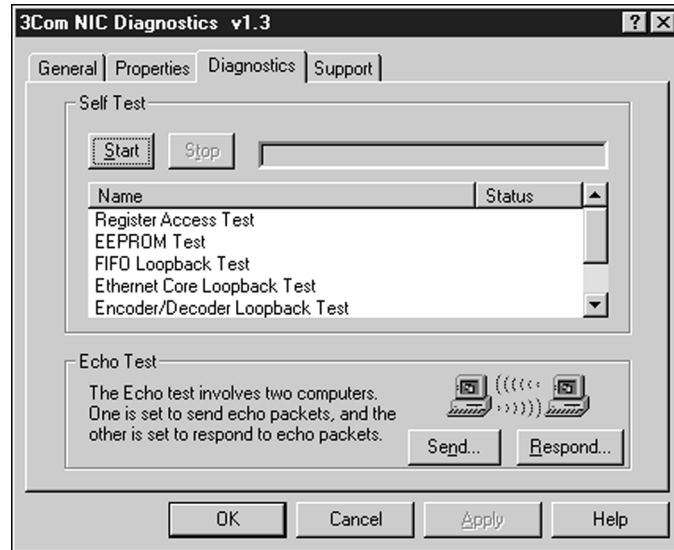 3Com NIC Diagnostics v1.3
General Properties Diagnostics Support
Self Test
Start Stop
Name Status
Register Access Test
EEPROM Test
FIFO Loopback Test
Ethernet Core Loopback Test
Encoder/Decoder Loopback Test
Echo Test
The Echo test involves two computers.
One is set to send echo packets, and the
other is set to respond to echo packets.
Send... Respond...
OK Cancel Apply Help